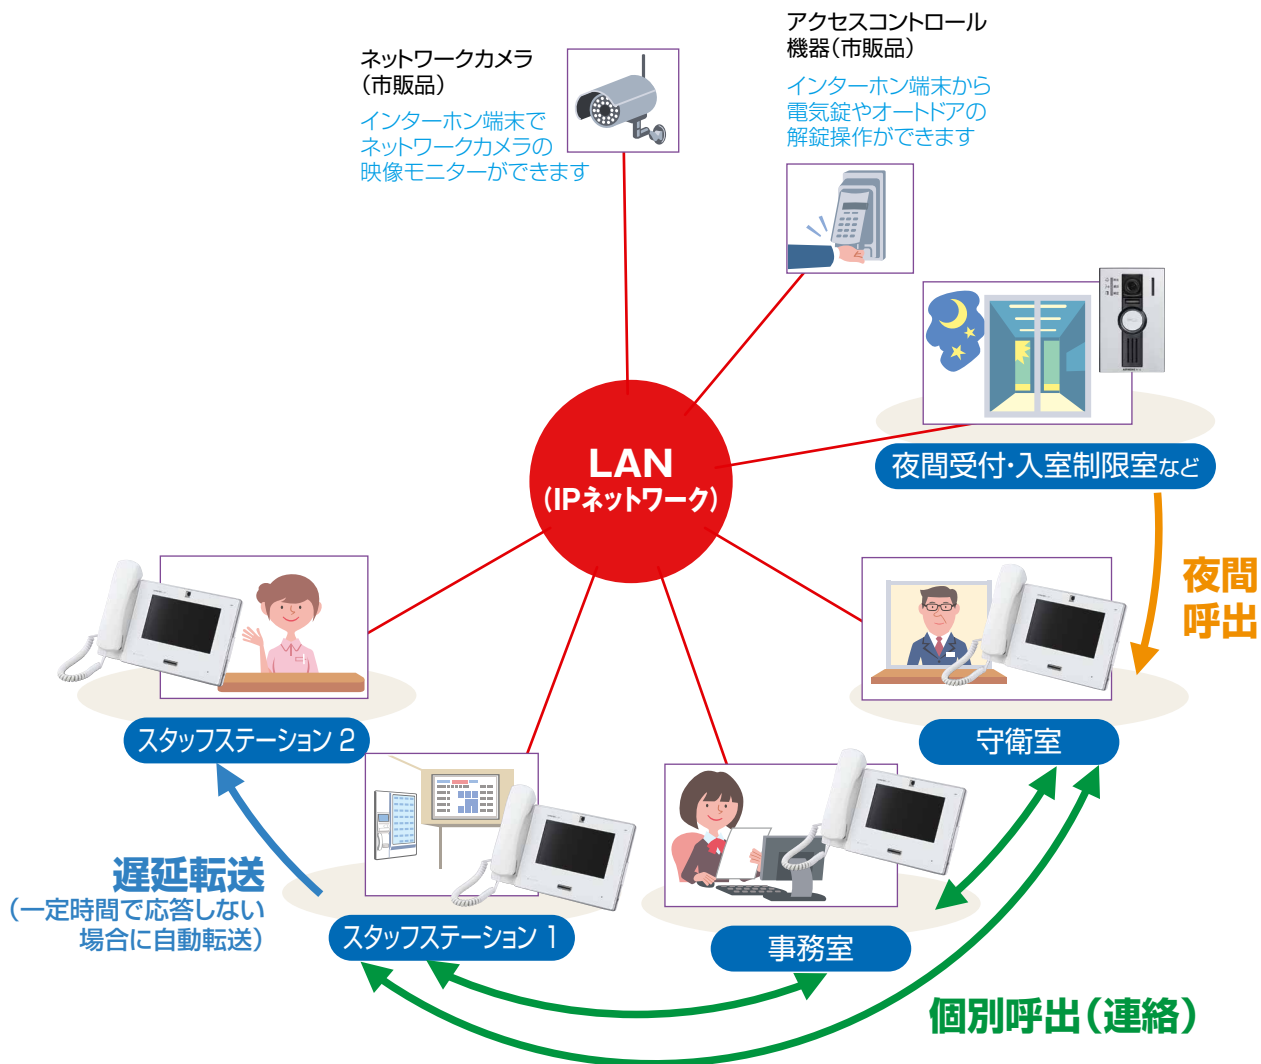 ネットワークカメラ
（市販品）
インターホン端末で
ネットワークカメラの
映像モニターができます
アクセスコントロール
機器（市販品）
インターホン端末から
電気錠やオートドアの
解錠操作ができます
LAN
（IPネットワーク）
夜間受付・入室制限室など
夜間
呼出
スタッフステーション 2
守衛室
遅延転送
（一定時間で応答しない
場合に自動転送）
スタッフステーション 1
事務室
個別呼出（連絡）